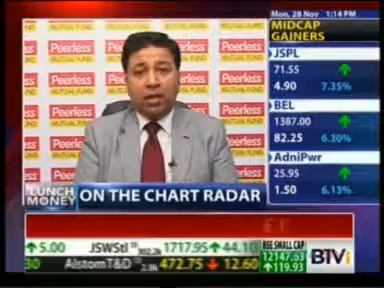 Mon, 28 Nov 1:14 PM
MIDCAP
GAINERS
JSPL
71.55
4.90 7.35%
BEL
1387.00
82.25 6.30%
AdniPwr
25.95
1.50 6.13%
Peerless
MUTUAL FUND
LUNCH
MONEY
ON THE CHART RADAR
5.00 JSWStl 1717.95 44.10
30 AlstomT&D 472.75 12.60
BSE SMALL CAP
12147.63
119.93
BTVi